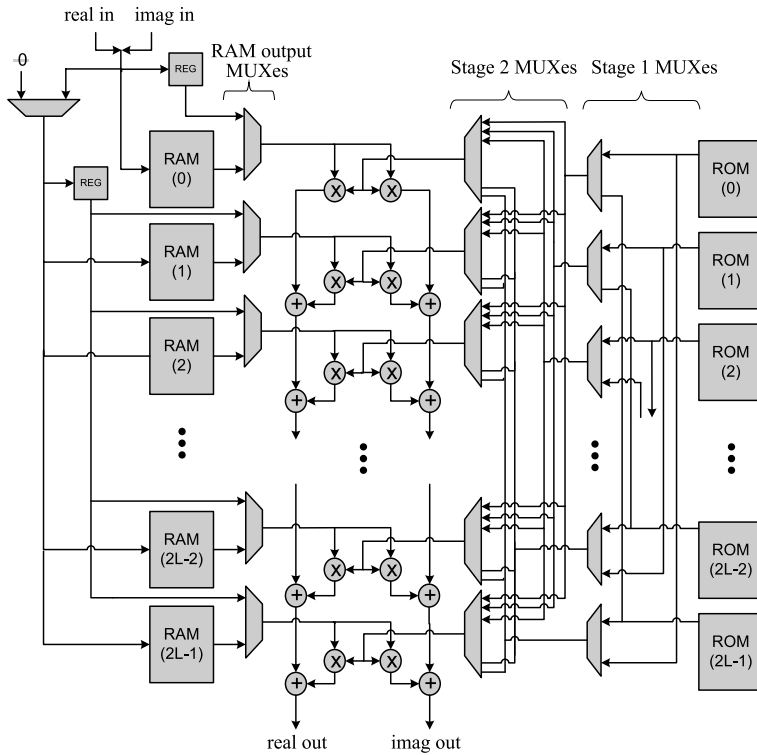 real in
imag in
0
REG
RAM output
MUXes
Stage 2 MUXes
Stage 1 MUXes
RAM
(0)
X
X
ROM
(0)
REG
RAM
(1)
X
X
ROM
(1)
+
+
RAM
(2)
X
X
ROM
(2)
+
+
RAM
(2L-2)
X
X
ROM
(2L-2)
+
+
RAM
(2L-1)
X
X
ROM
(2L-1)
+
+
real out
imag out